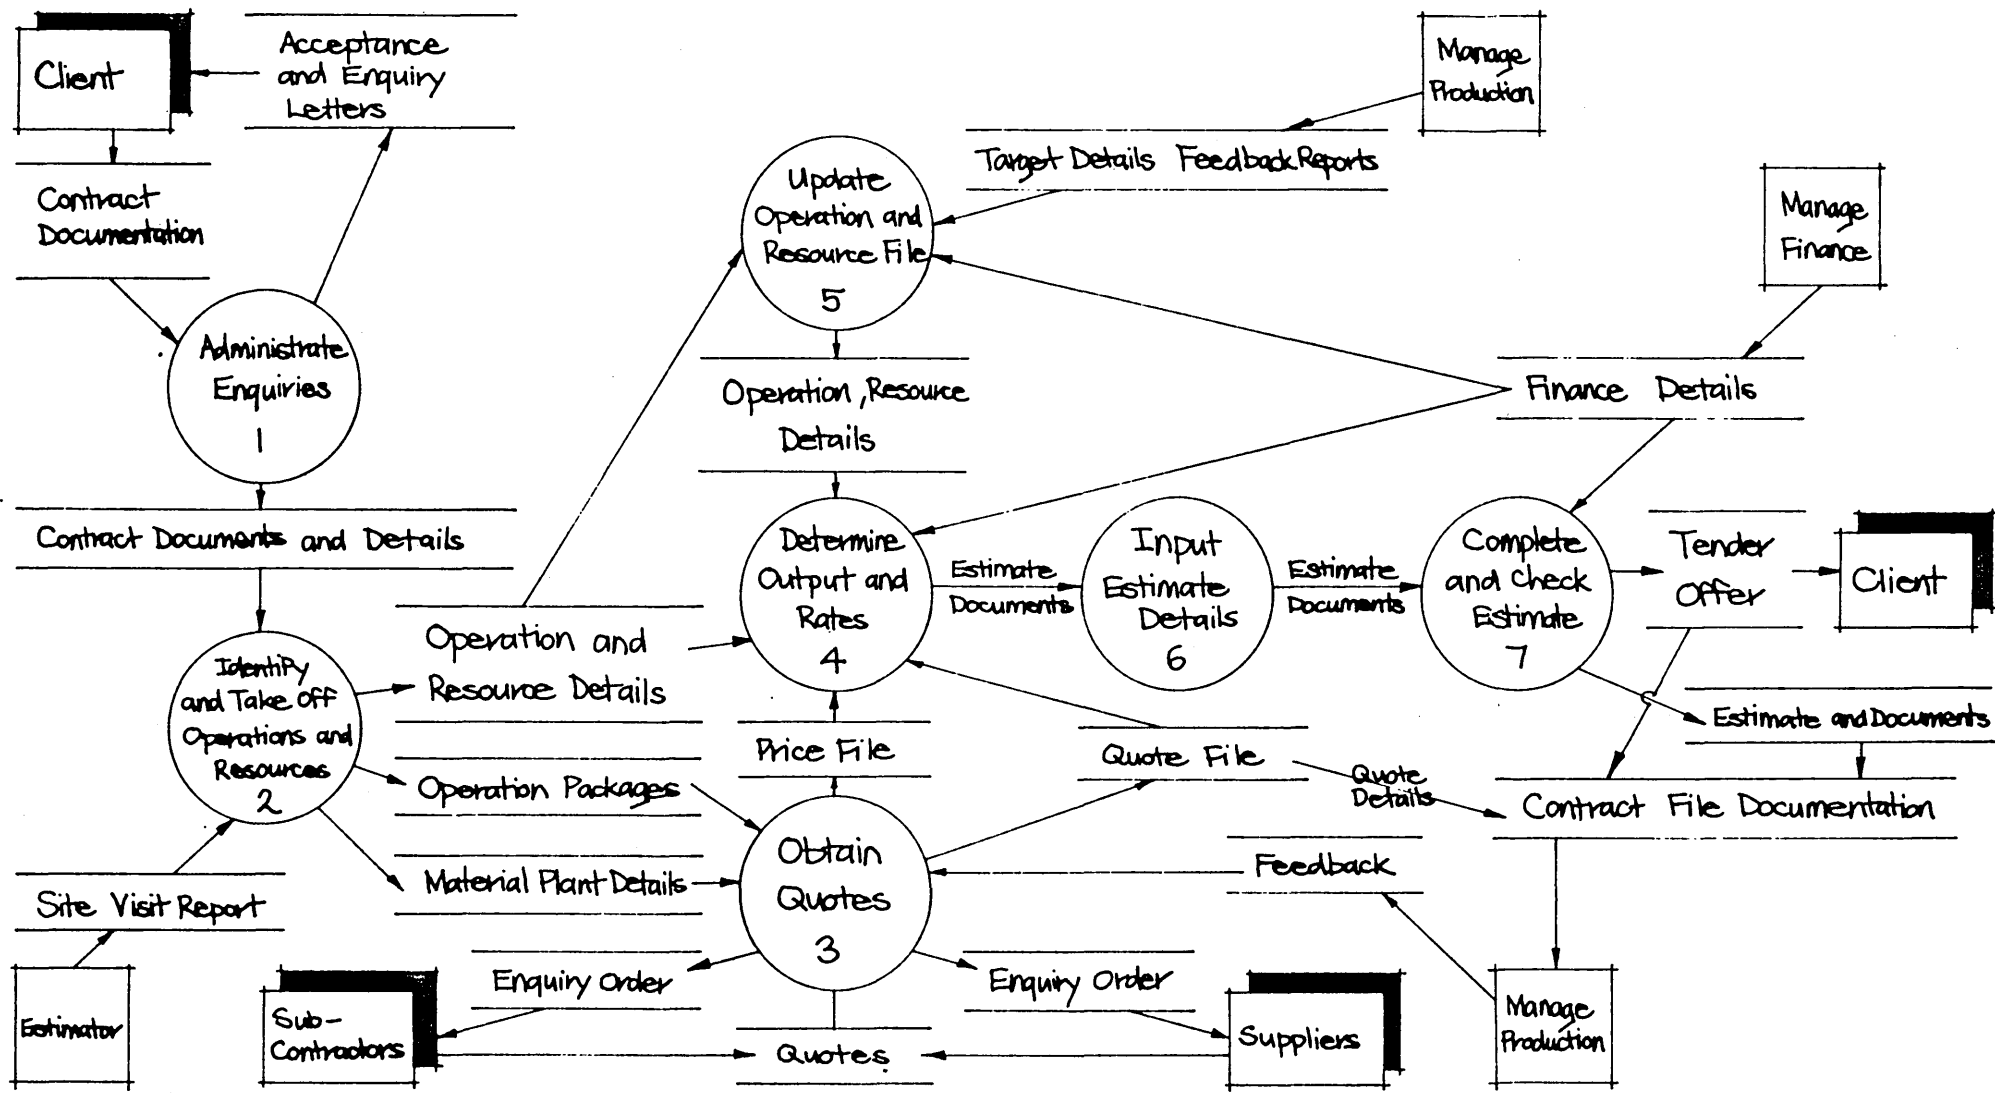 Client
Acceptance
and Enquiry
Letters
Manage
Production
Contract
Documentation
Target Details Feedback Reports
Update
Operation and
Resource File
5
Manage
Finance
Administrate
Enquiries
1
Operation, Resource
Details
Finance Details
Contract Documents and Details
Determine
Output and
Rates
4
Estimate
Documents
Input
Estimate
Details
6
Estimate
Documents
Complete
and Check
Estimate
7
Tender
Offer
Client
Identify
and Take Off
Operations and
Resources
2
Operation and
Resource Details
Price File
Quote File
Quote
Details
Estimate and Documents
Contract File Documentation
Operation Packages
Material Plant Details
Obtain
Quotes
3
Feedback
Site Visit Report
Enquiry Order
Enquiry Order
Estimator
Sub-
Contractors
Quotes
Suppliers
Manage
Production